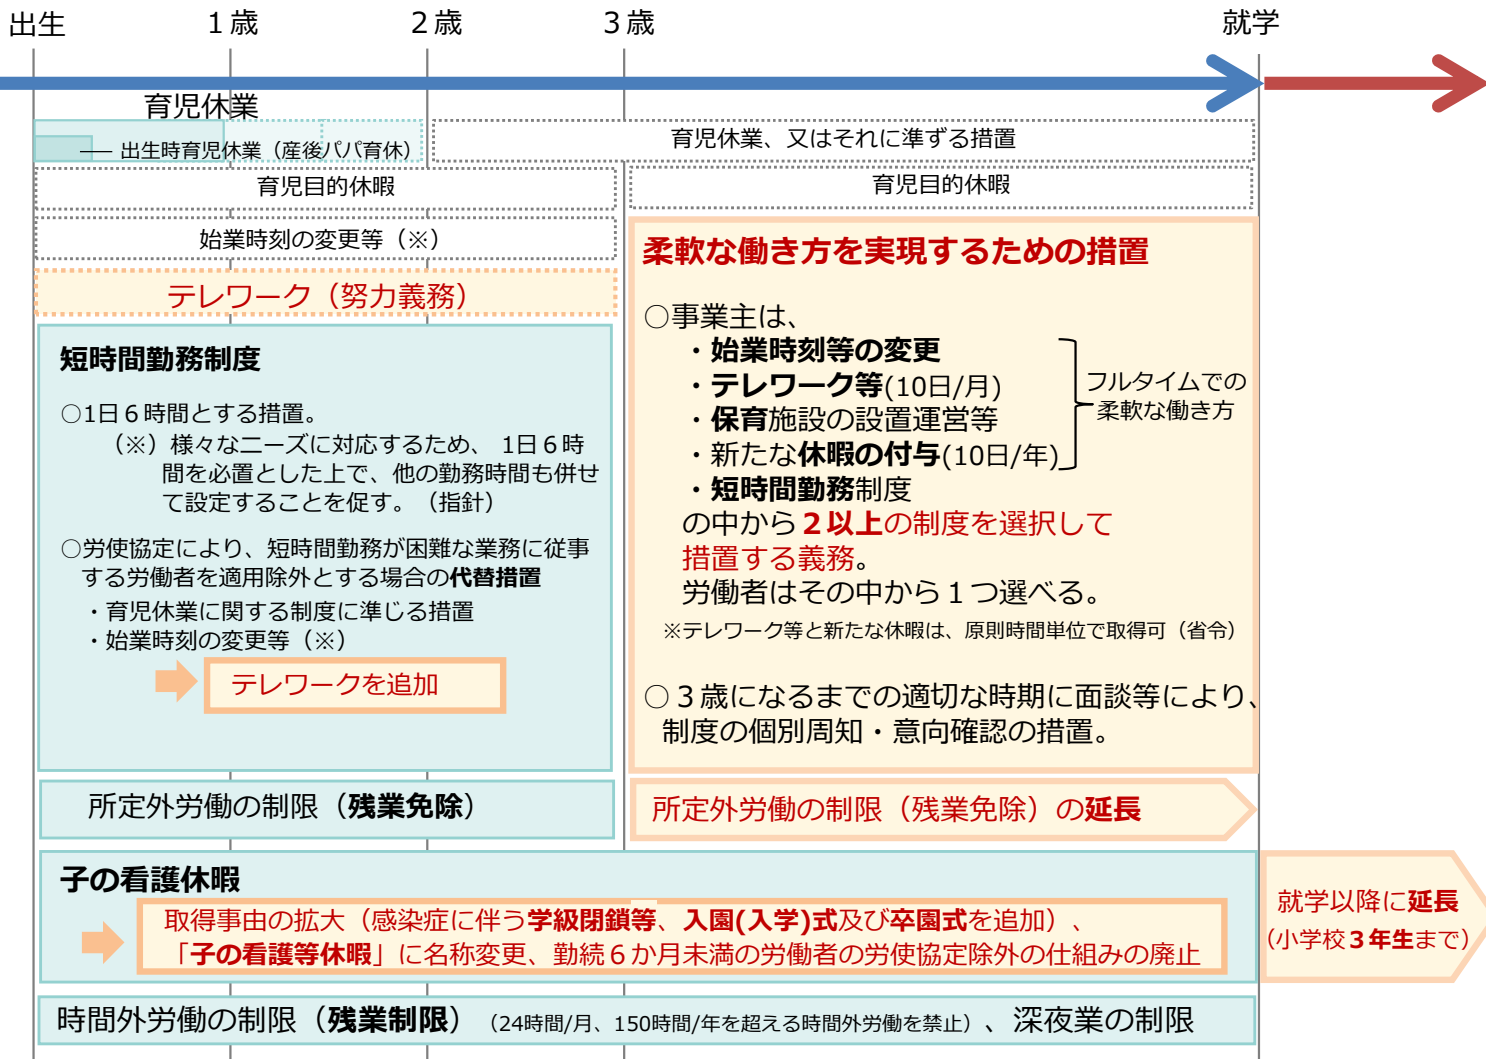 出生
1歳
2歳
3歳
就学
育児休業
出生時育児休業（産後パパ育休）
育児休業、又はそれに準ずる措置
育児目的休暇
育児目的休暇
始業時刻の変更等（※）
テレワーク（努力義務）
短時間勤務制度
○1日６時間とする措置。
（※）様々なニーズに対応するため、 1日６時
間を必置とした上で、他の勤務時間も併せ
て設定することを促す。（指針）
○労使協定により、短時間勤務が困難な業務に従事
する労働者を適用除外とする場合の代替措置
・育児休業に関する制度に準じる措置
・始業時刻の変更等（※）
テレワークを追加
柔軟な働き方を実現するための措置
○事業主は、
・始業時刻等の変更
・テレワーク等(10日/月)
・保育施設の設置運営等
・新たな休暇の付与(10日/年)
・短時間勤務制度
フルタイムでの
柔軟な働き方
の中から２以上の制度を選択して
措置する義務。
労働者はその中から１つ選べる。
※テレワーク等と新たな休暇は、原則時間単位で取得可（省令）
○３歳になるまでの適切な時期に面談等により、
制度の個別周知・意向確認の措置。
所定外労働の制限（残業免除）
所定外労働の制限（残業免除）の延長
子の看護休暇
取得事由の拡大（感染症に伴う学級閉鎖等、入園(入学)式及び卒園式を追加）、
「子の看護等休暇」に名称変更、勤続６か月未満の労働者の労使協定除外の仕組みの廃止
就学以降に延長
（小学校３年生まで）
時間外労働の制限（残業制限）（24時間/月、150時間/年を超える時間外労働を禁止）、深夜業の制限